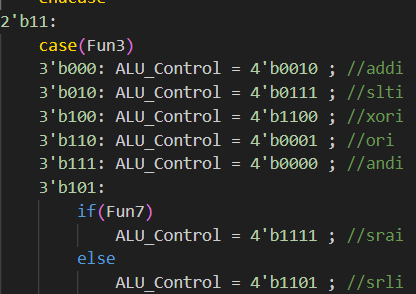 endcase
2'b11:
case(Fun3)
3'b000: ALU_Control = 4'b0010 ; //addi
3'b010: ALU_Control = 4'b0111 ; //slti
3'b100: ALU_Control = 4'b1100 ; //xori
3'b110: ALU_Control = 4'b0001 ; //ori
3'b111: ALU_Control = 4'b0000 ; //andi
3'b101:
if(Fun7)
ALU_Control = 4'b1111 ; //srai
else
ALU_Control = 4'b1101 ; //srli